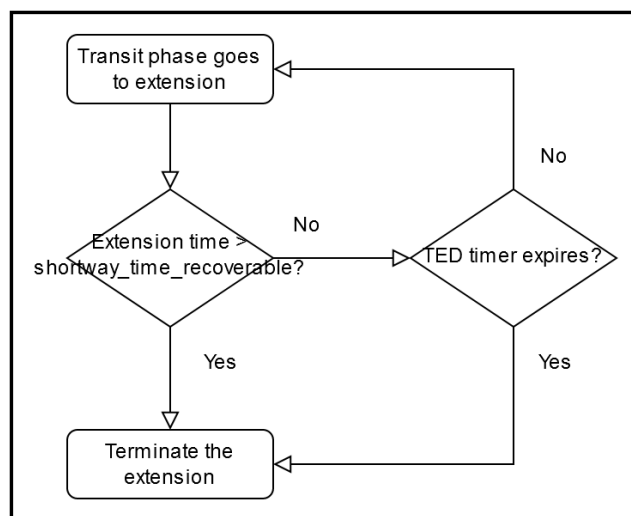 Transit phase goes
to extension
No
Extension time >
shortway_time_recoverable?
No
TED timer expires?
Yes
Yes
Terminate the
extension